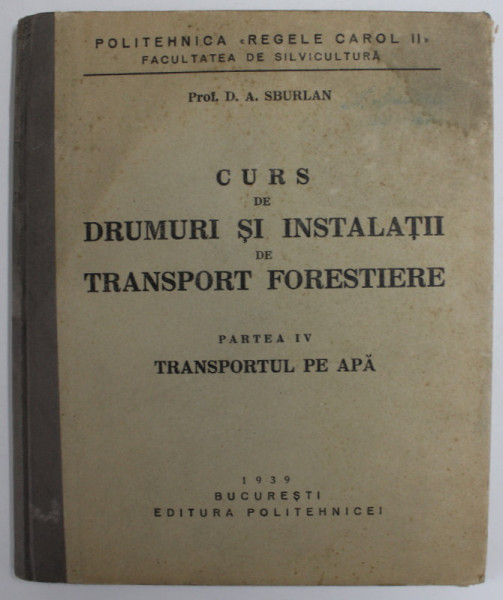 POLITEHNICA «REGELE CAROL II»
FACULTATEA DE SILVICULTURĂ
Prof. D. A. SBURLAN
CURS
DE
DRUMURI ȘI INSTALAȚII
DE
TRANSPORT FORESTIERE
PARTEA IV
TRANSPORTUL PE APĂ
1939
BUCUREȘTI
EDITURA POLITEHNICEI